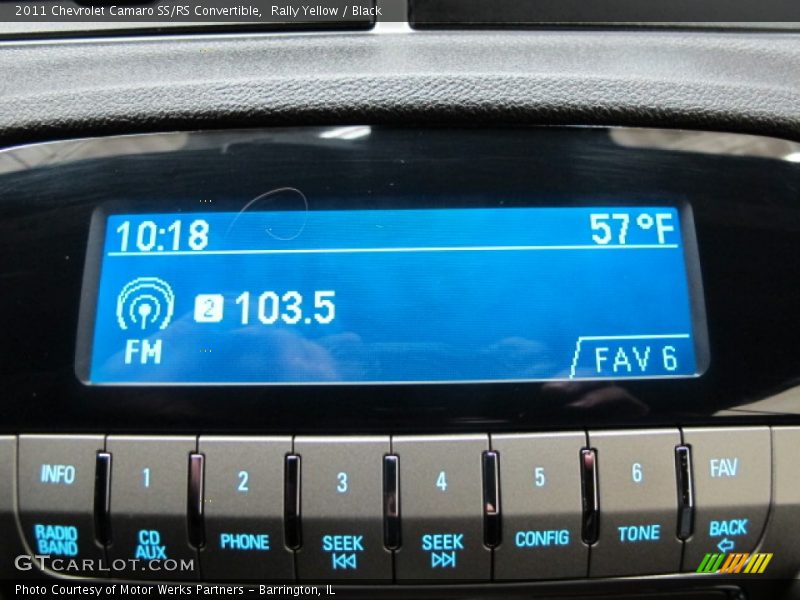 2011 Chevrolet Camaro SS/RS Convertible,  Rally Yellow / Black
10:18 57°F
2 103.5
FM FAV 6
INFO 1 2 3 4 5 6 FAV
RADIO BAND CD AUX PHONE SEEK SEEK CONFIG TONE BACK
GTCARLOT.COM
Photo Courtesy of Motor Werks Partners - Barrington, IL